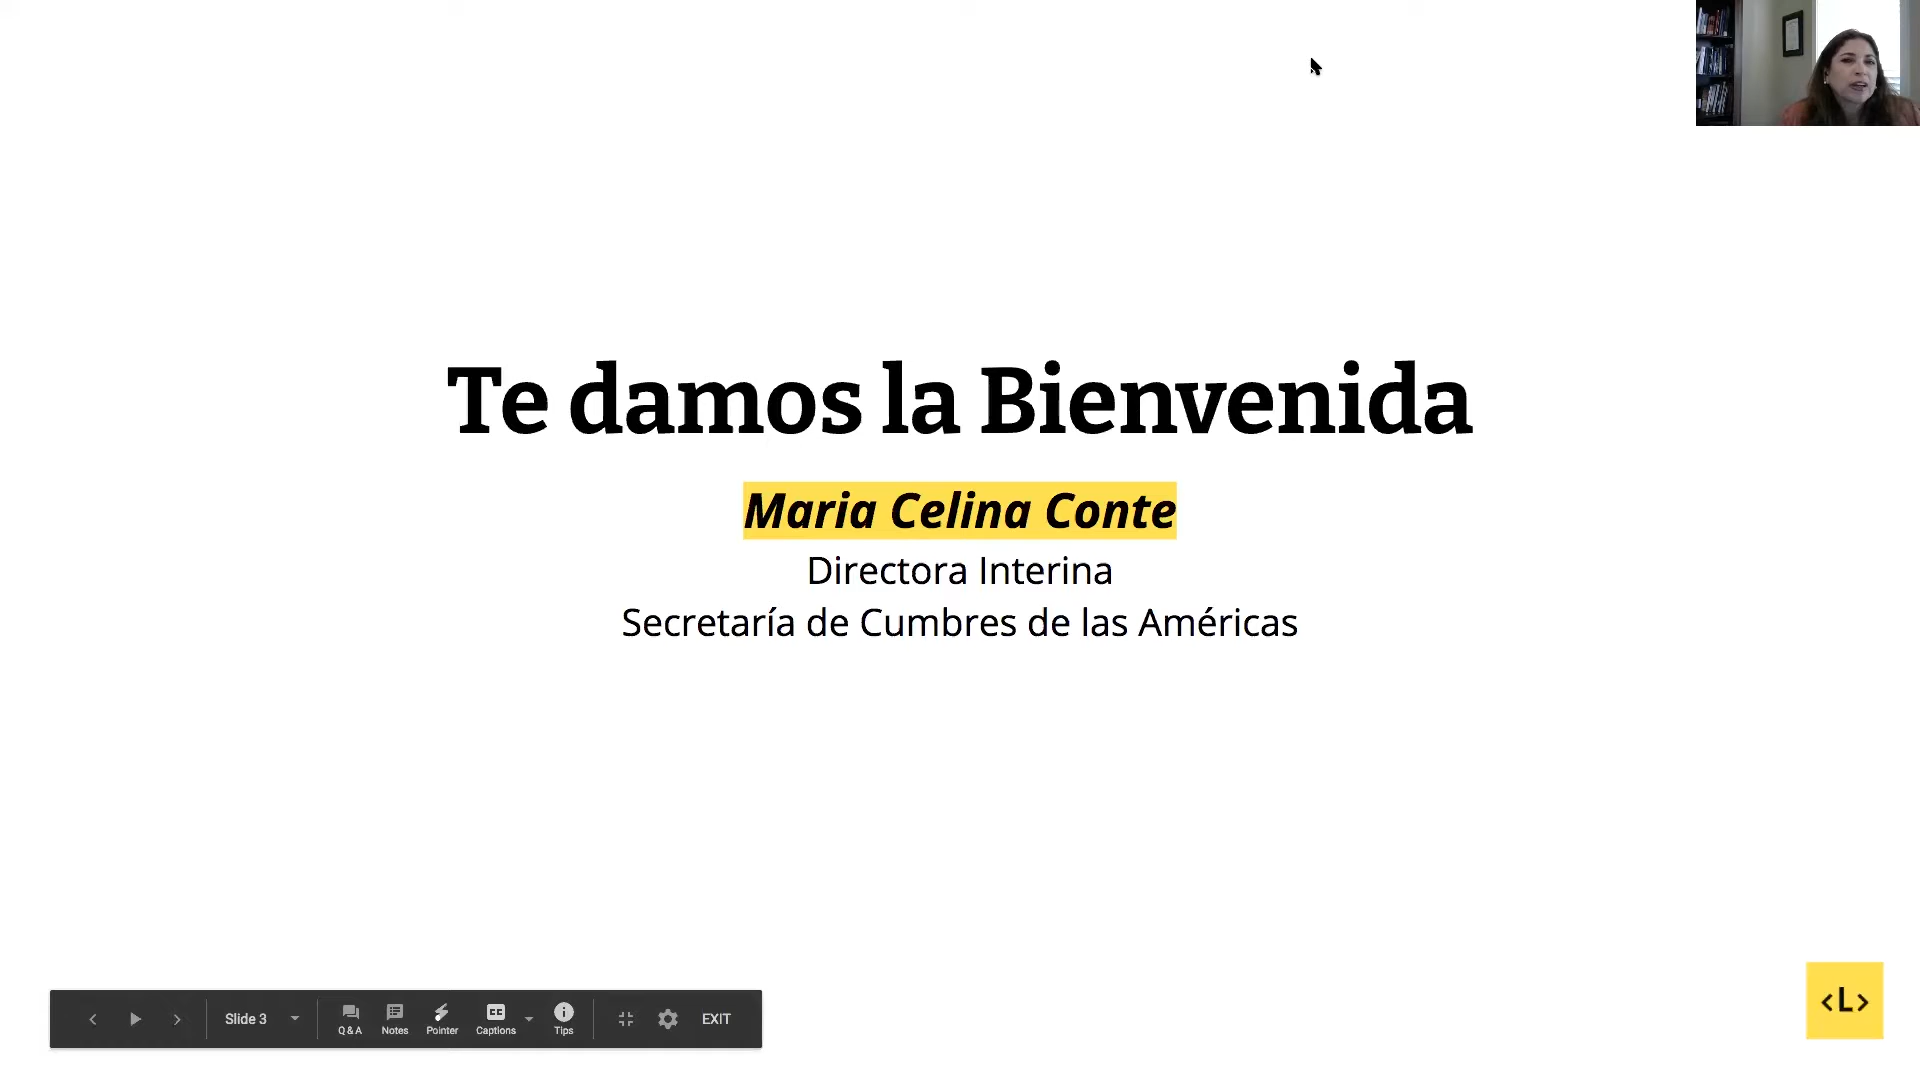 Te damos la Bienvenida
Maria Celina Conte
Directora Interina
Secretaría de Cumbres de las Américas
Slide 3
Q & A
Notes
Pointer
CC
Captions
Tips
EXIT
<L>